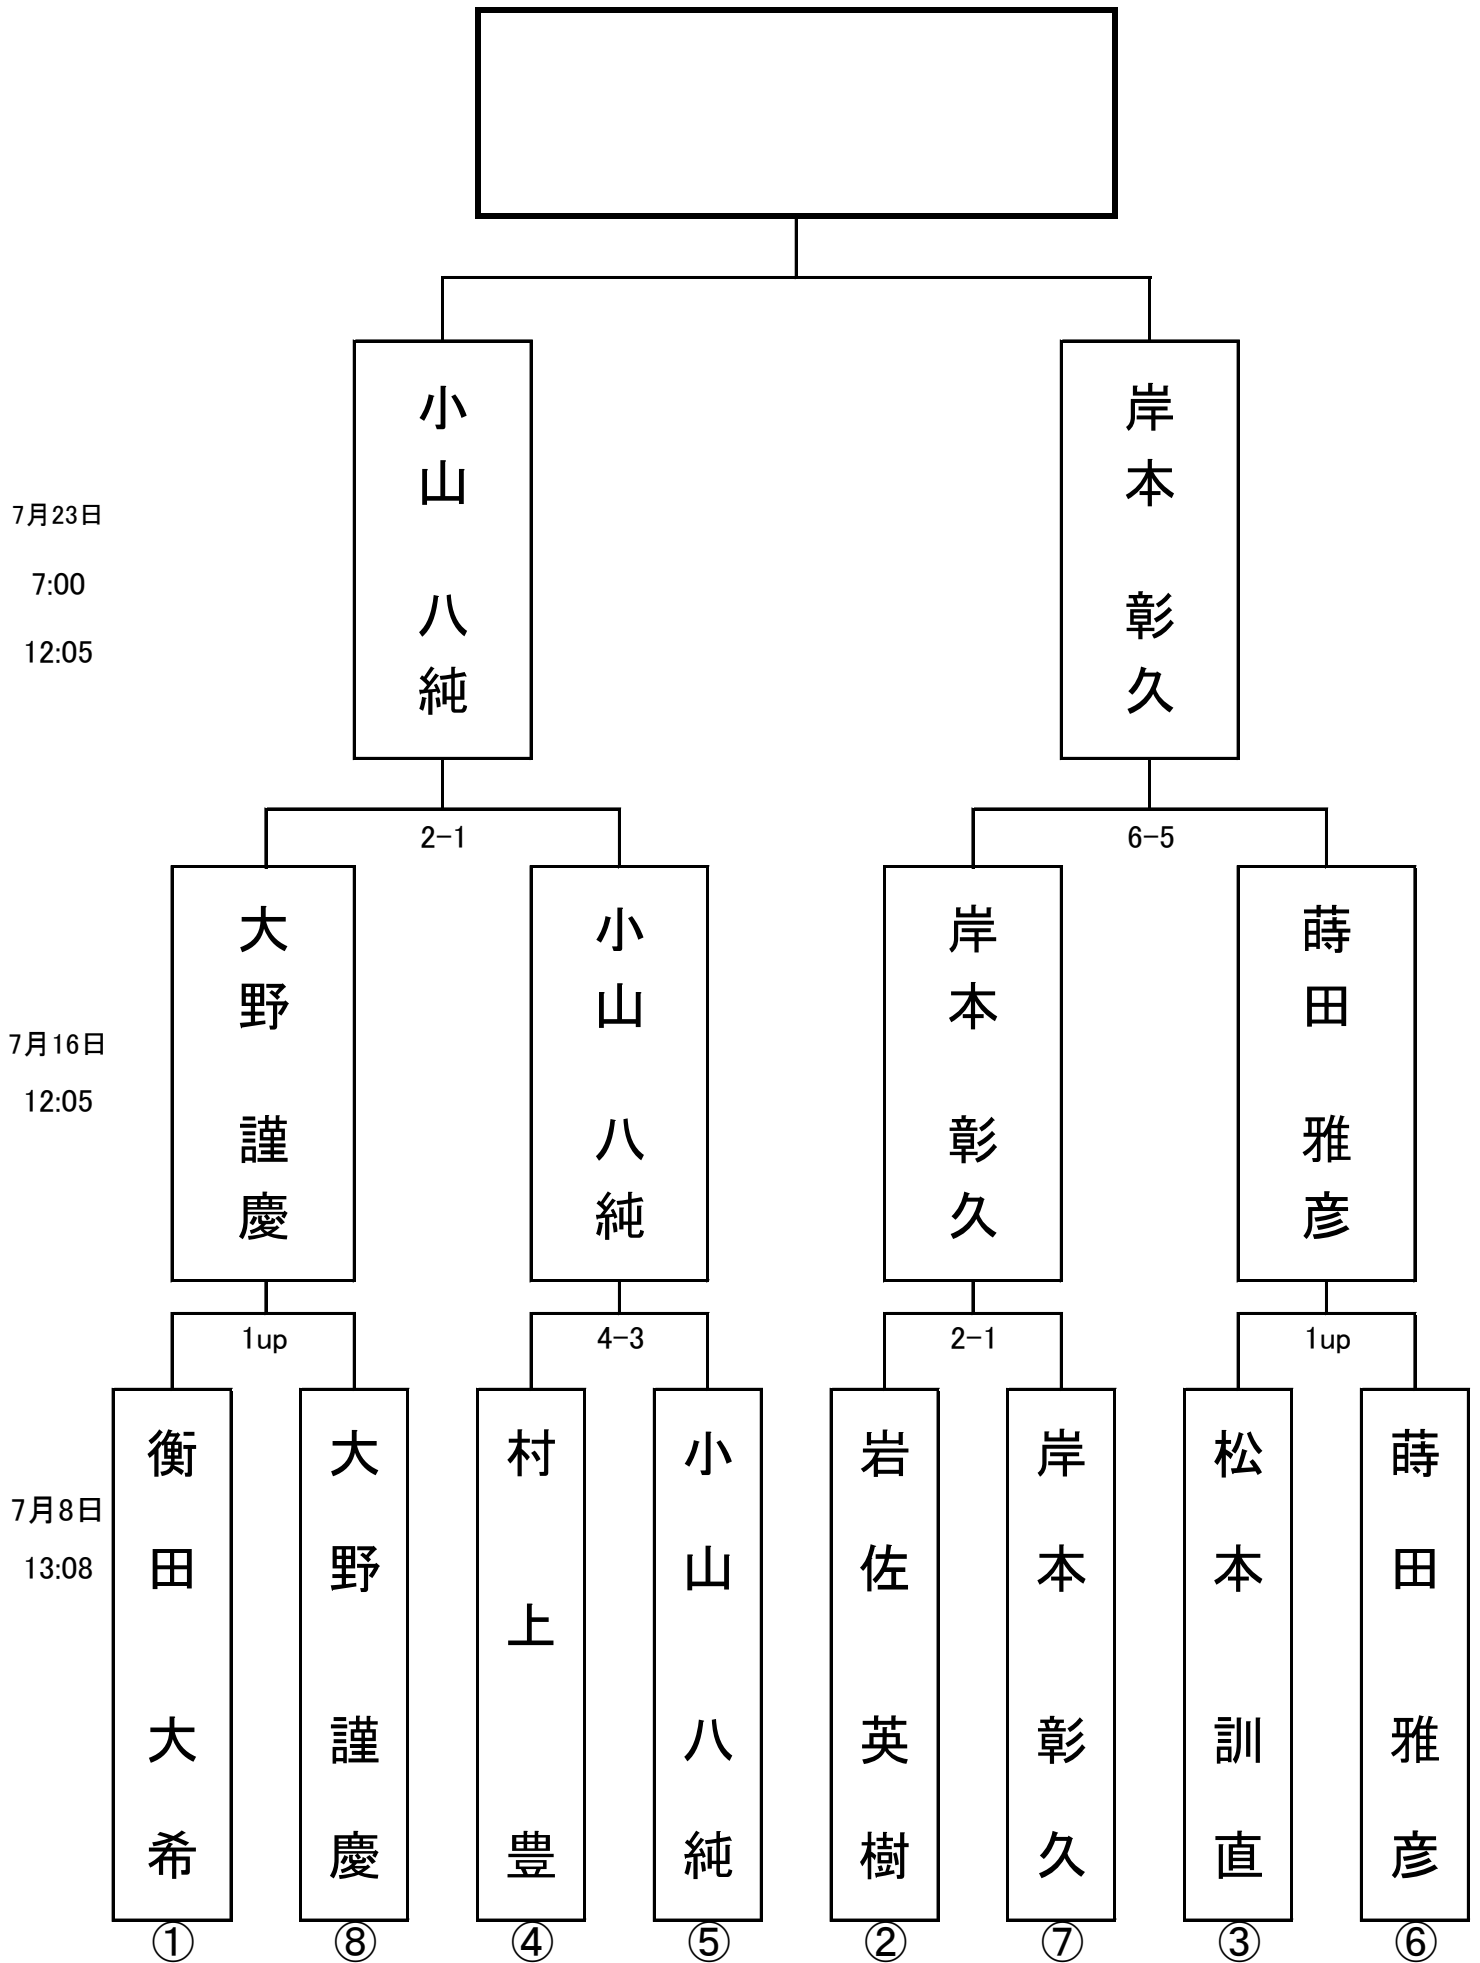 小山 八純
岸本 彰久
7月23日
7:00
12:05
2-1
6-5
大野 謹慶
小山 八純
岸本 彰久
蒔田 雅彦
7月16日
12:05
1up
4-3
2-1
1up
衡田 大希
大野 謹慶
村上 豊
小山 八純
岩佐 英樹
岸本 彰久
松本 訓直
蒔田 雅彦
7月8日
13:08
①
⑧
④
⑤
②
⑦
③
⑥